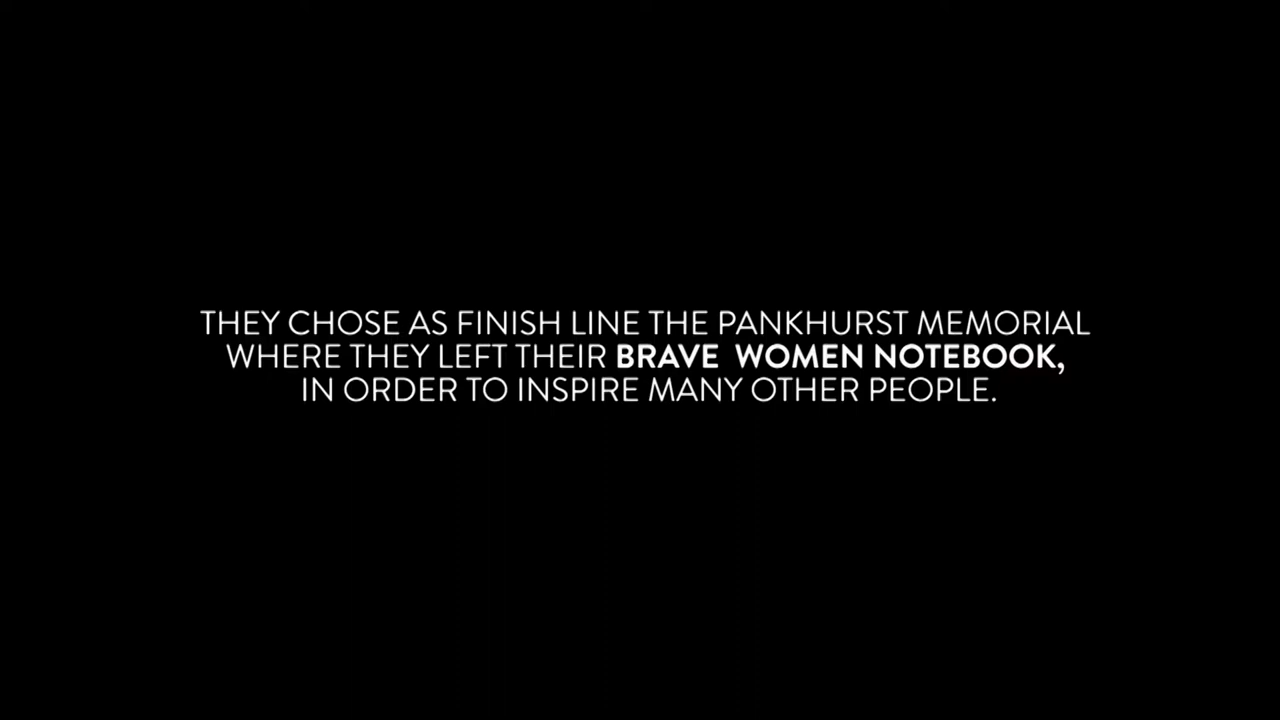 THEY CHOSE AS FINISH LINE THE PANKHURST MEMORIAL
WHERE THEY LEFT THEIR BRAVE  WOMEN NOTEBOOK,
IN ORDER TO INSPIRE MANY OTHER PEOPLE.